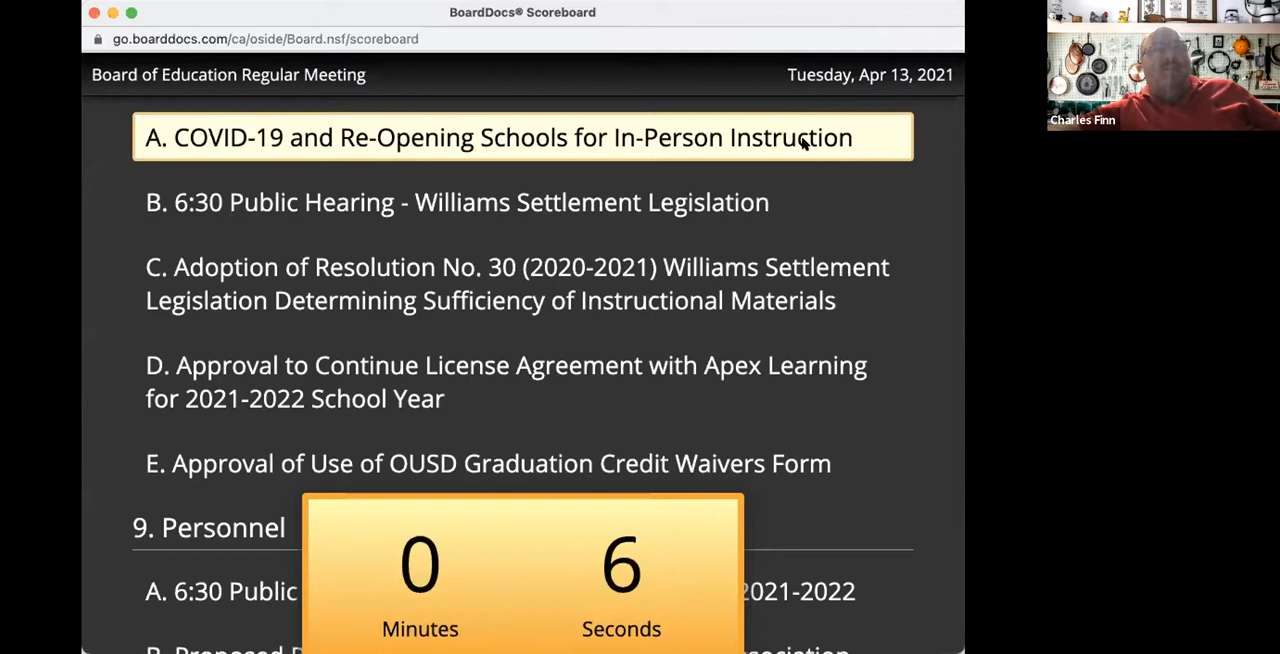 BoardDocs® Scoreboard
go.boarddocs.com/ca/oside/Board.nsf/scoreboard
Board of Education Regular Meeting
Tuesday, Apr 13, 2021
A. COVID-19 and Re-Opening Schools for In-Person Instruction
B. 6:30 Public Hearing - Williams Settlement Legislation
C. Adoption of Resolution No. 30 (2020-2021) Williams Settlement
Legislation Determining Sufficiency of Instructional Materials
D. Approval to Continue License Agreement with Apex Learning
for 2021-2022 School Year
E. Approval of Use of OUSD Graduation Credit Waivers Form
9. Personnel
A. 6:30 Public 2021-2022
0 6
Minutes Seconds
Charles Finn